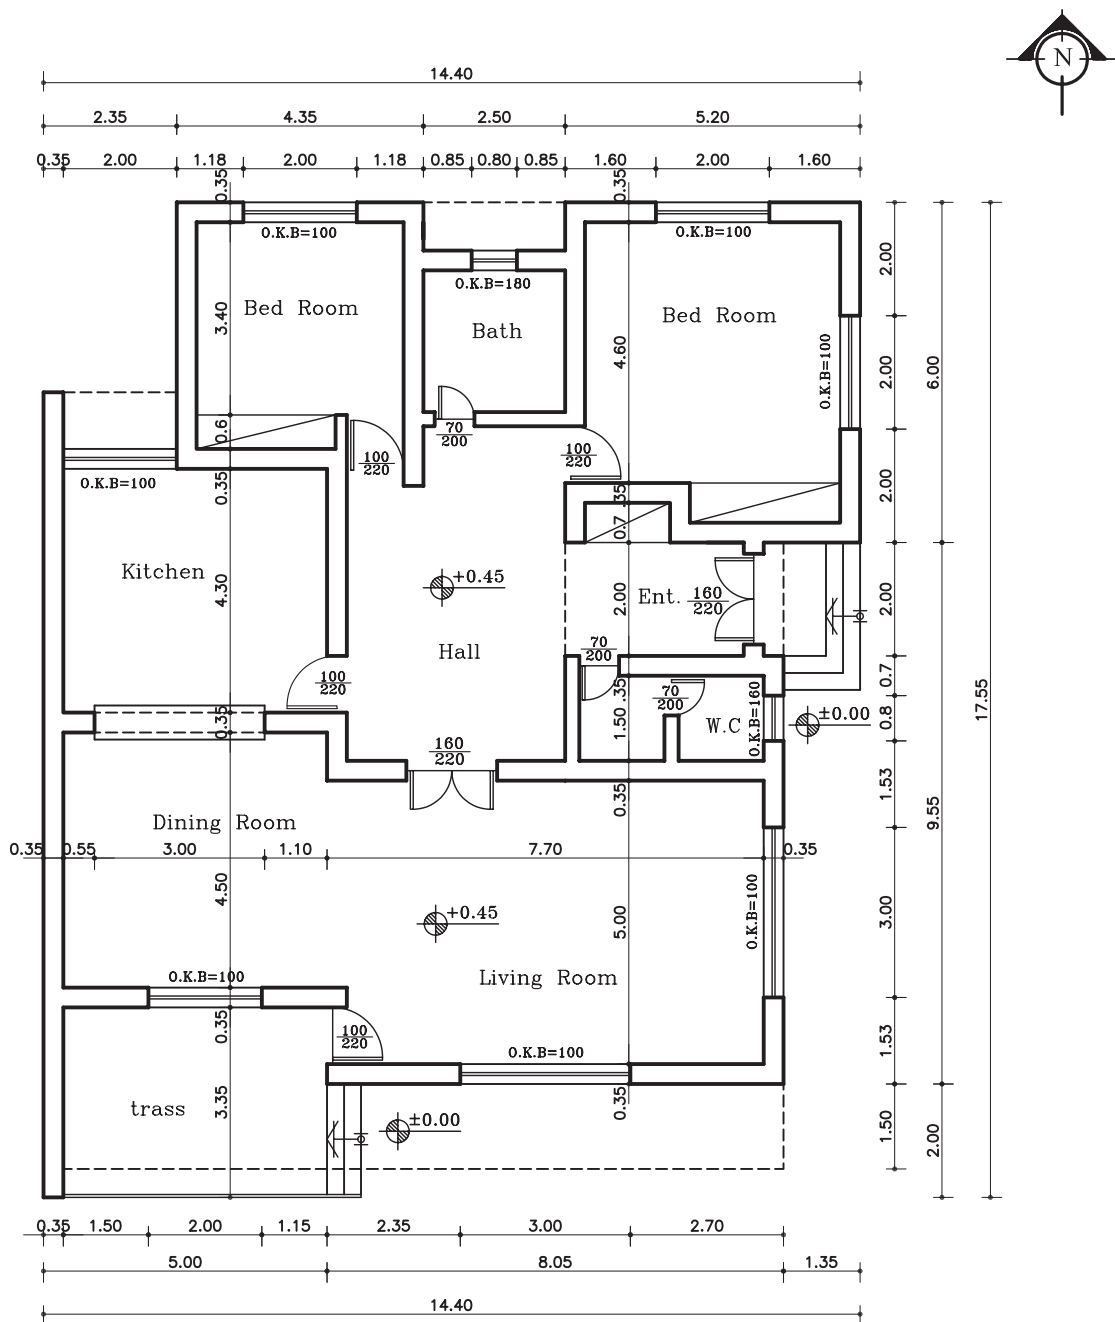 N
14.40
2.35 4.35 2.50 5.20
0.35 2.00 1.18 2.00 1.18 0.85 0.80 0.85 1.60 2.00 1.60
0.35 0.35
O.K.B=100 O.K.B=100
2.00
O.K.B=180
Bed Room Bath Bed Room
3.40 4.60 O.K.B=100 2.00 6.00
0.6 70
200
100
220
100
220
O.K.B=100 0.35 .35 2.00
0.7
Kitchen 4.30 +0.45 2.00 Ent. 160
220
2.00
Hall 70
200
100
220
.35 70
200
0.7 17.55
0.35 1.50 W.C O.K.B=160 0.8 ±0.00
160
220
0.35 1.53 9.55
Dining Room
0.35 0.55 3.00 1.10 7.70 0.35
4.50 +0.45 5.00 O.K.B=100 3.00
O.K.B=100 Living Room
0.35 100
220
O.K.B=100 1.53
trass 3.35 ±0.00 0.35 1.50 2.00
0.35 1.50 2.00 1.15 2.35 3.00 2.70
5.00 8.05 1.35
14.40